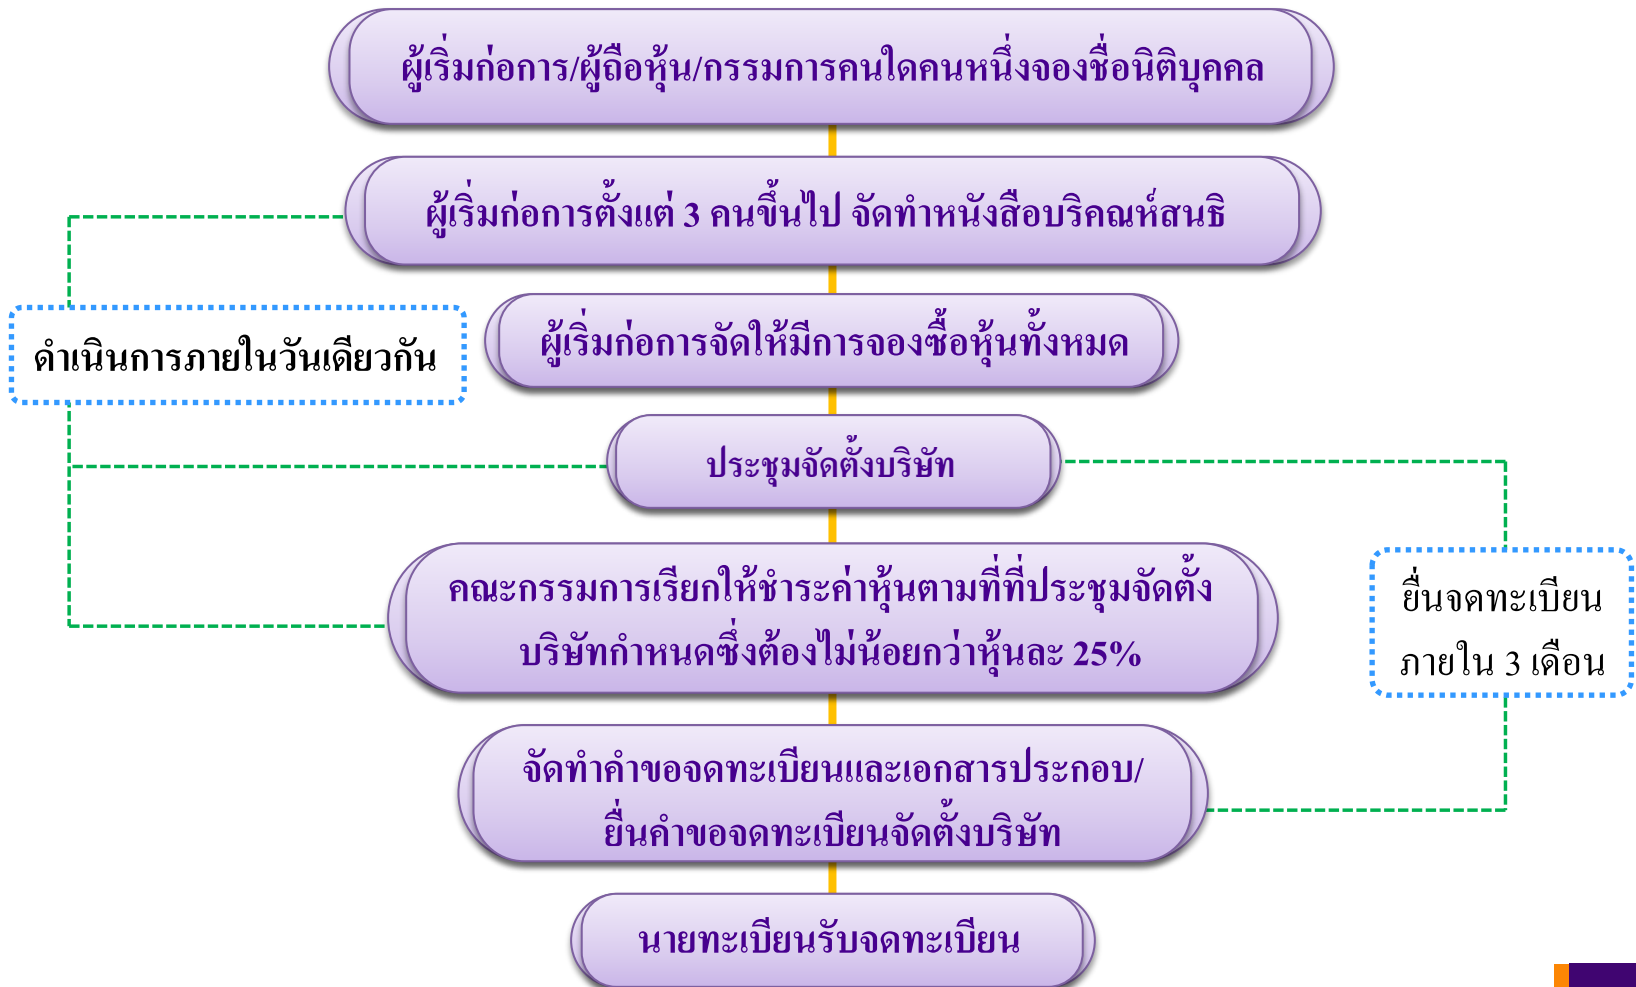 ผู้เริ่มก่อการ/ผู้ถือหุ้น/กรรมการคนใดคนหนึ่งจองชื่อนิติบุคคล
ผู้เริ่มก่อการตั้งแต่ 3 คนขึ้นไป จัดทำหนังสือบริคณห์สนธิ
ผู้เริ่มก่อการจัดให้มีการจองซื้อหุ้นทั้งหมด
ดำเนินการภายในวันเดียวกัน
ประชุมจัดตั้งบริษัท
คณะกรรมการเรียกให้ชำระค่าหุ้นตามที่ที่ประชุมจัดตั้ง
บริษัทกำหนดซึ่งต้องไม่น้อยกว่าหุ้นละ 25%
ยื่นจดทะเบียน
ภายใน 3 เดือน
จัดทำคำขอจดทะเบียนและเอกสารประกอบ/
ยื่นคำขอจดทะเบียนจัดตั้งบริษัท
นายทะเบียนรับจดทะเบียน